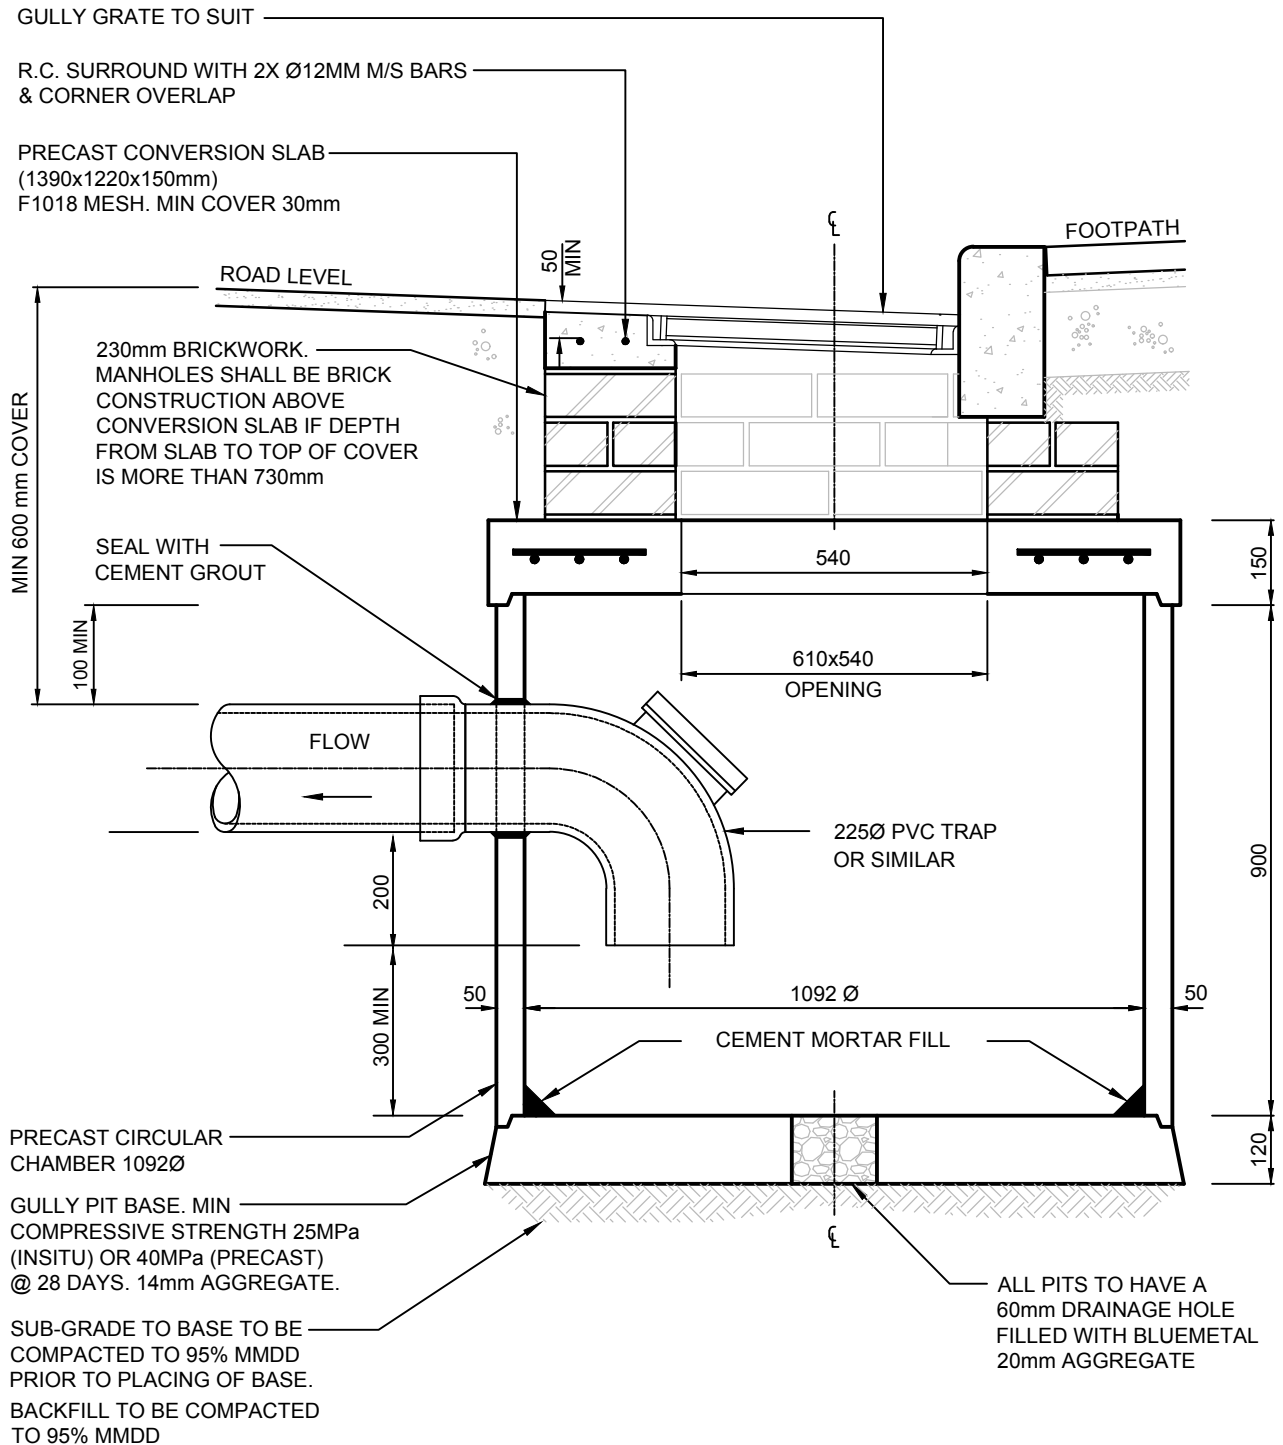 GULLY GRATE TO SUIT
R.C. SURROUND WITH 2X Ø12MM M/S BARS
& CORNER OVERLAP
PRECAST CONVERSION SLAB
(1390x1220x150mm)
F1018 MESH. MIN COVER 30mm
℄
FOOTPATH
50
MIN
ROAD LEVEL
230mm BRICKWORK.
MANHOLES SHALL BE BRICK
CONSTRUCTION ABOVE
CONVERSION SLAB IF DEPTH
FROM SLAB TO TOP OF COVER
IS MORE THAN 730mm
MIN 600 mm COVER
SEAL WITH
CEMENT GROUT
540
150
100 MIN
610x540
OPENING
FLOW
225Ø PVC TRAP
OR SIMILAR
900
200
300 MIN
50
1092 Ø
50
CEMENT MORTAR FILL
PRECAST CIRCULAR
CHAMBER 1092Ø
120
GULLY PIT BASE. MIN
COMPRESSIVE STRENGTH 25MPa
(INSITU) OR 40MPa (PRECAST)
@ 28 DAYS. 14mm AGGREGATE.
℄
ALL PITS TO HAVE A
60mm DRAINAGE HOLE
FILLED WITH BLUEMETAL
20mm AGGREGATE
SUB-GRADE TO BASE TO BE
COMPACTED TO 95% MMDD
PRIOR TO PLACING OF BASE.
BACKFILL TO BE COMPACTED
TO 95% MMDD